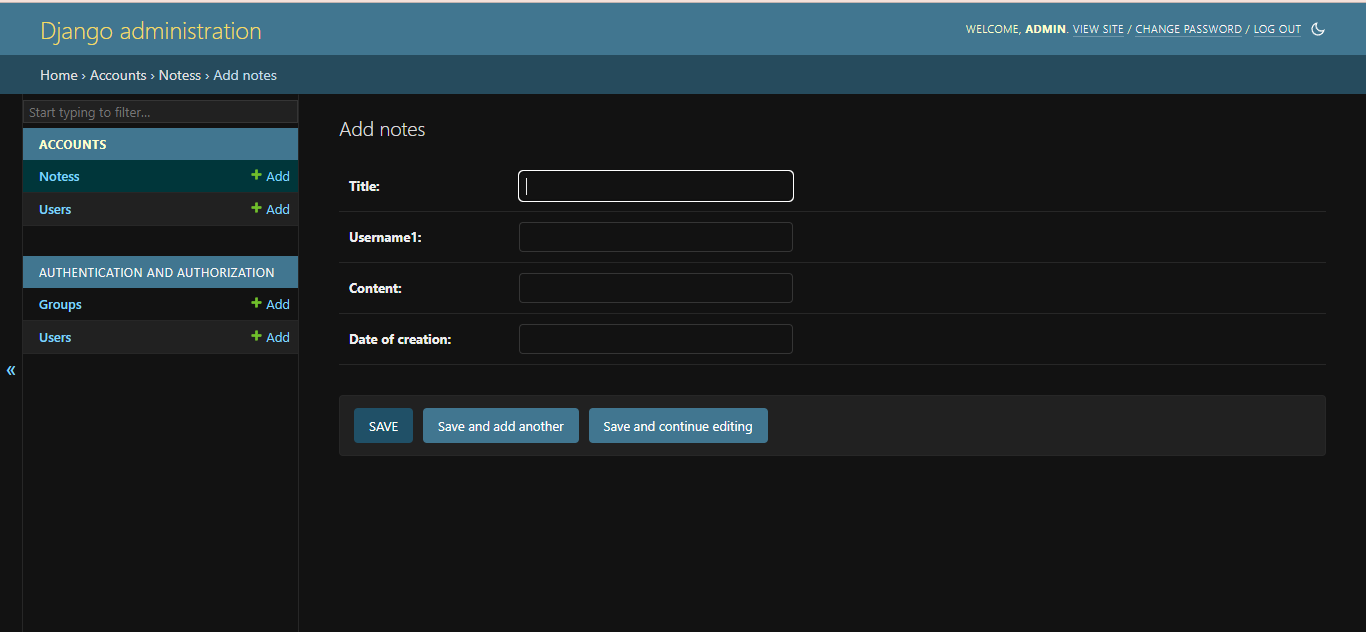 Django administration
WELCOME, ADMIN. VIEW SITE / CHANGE PASSWORD / LOG OUT
Home › Accounts › Notess › Add notes
Start typing to filter...
ACCOUNTS
Notess + Add
Users + Add
AUTHENTICATION AND AUTHORIZATION
Groups + Add
Users + Add
«
Add notes
Title:
Username1:
Content:
Date of creation:
SAVE Save and add another Save and continue editing